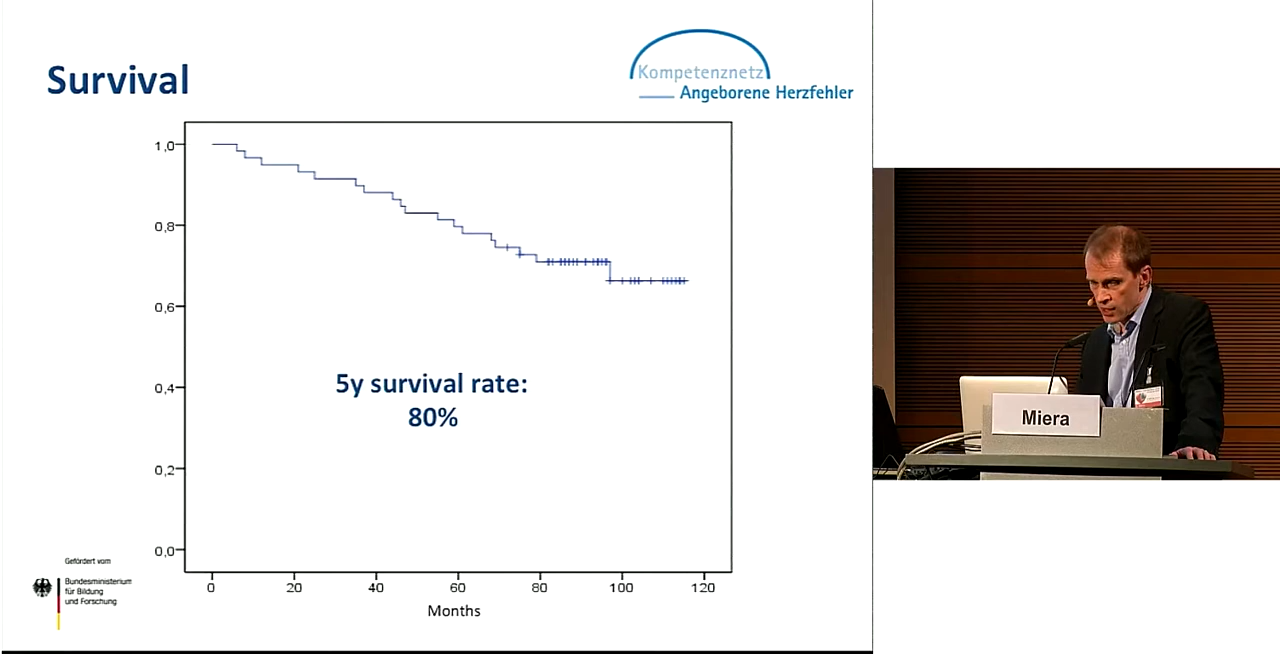 Survival
Kompetenznetz
Angeborene Herzfehler
1,0
0,8
0,6
0,4
0,2
0,0
5y survival rate:
80%
0 20 40 60 80 100 120
Months
Gefördert vom
Bundesministerium
für Bildung
und Forschung
Miera